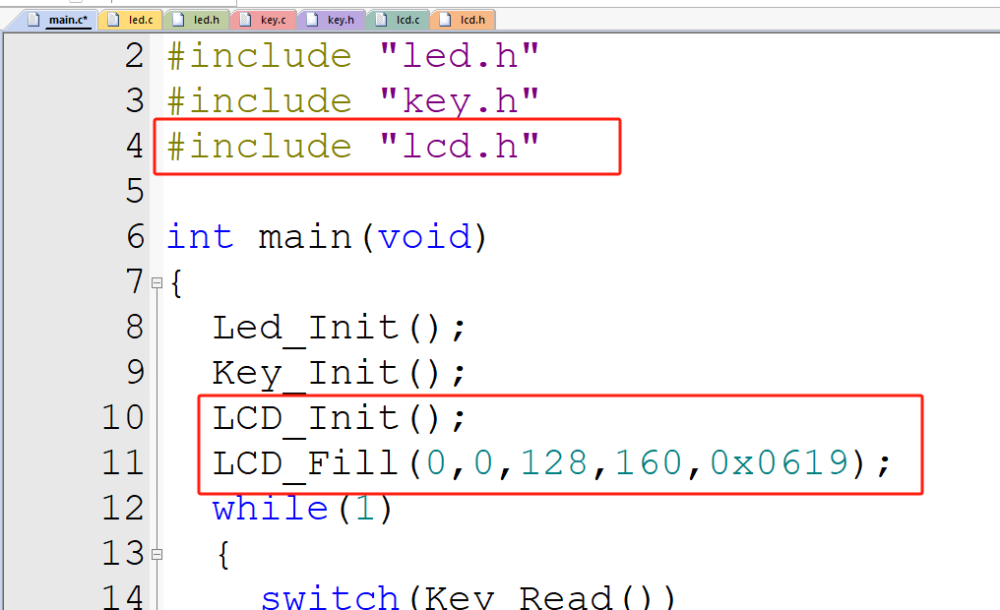 main.c* led.c led.h key.c key.h lcd.c lcd.h
2 #include "led.h"
3 #include "key.h"
4 #include "lcd.h"
5
6 int main(void)
7 {
8 Led_Init();
9 Key_Init();
10 LCD_Init();
11 LCD_Fill(0,0,128,160,0x0619);
12 while(1)
13 {
14 switch(Key_Read())